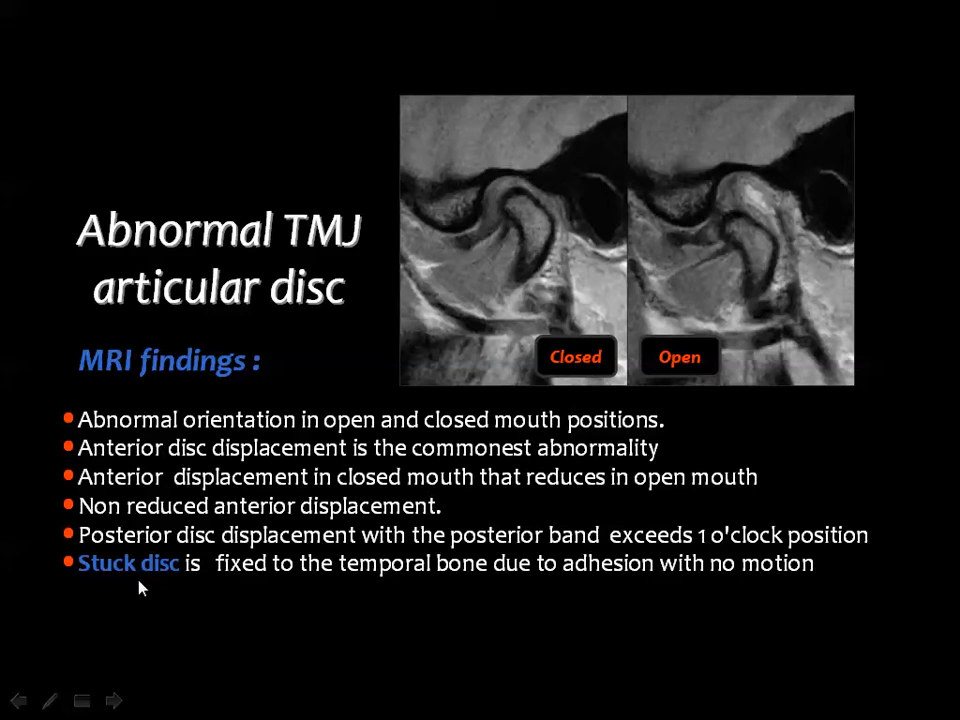 Abnormal TMJ
articular disc
Closed
Open
MRI findings :
Abnormal orientation in open and closed mouth positions.
Anterior disc displacement is the commonest abnormality
Anterior displacement in closed mouth that reduces in open mouth
Non reduced anterior displacement.
Posterior disc displacement with the posterior band exceeds 1 o'clock position
Stuck disc is fixed to the temporal bone due to adhesion with no motion